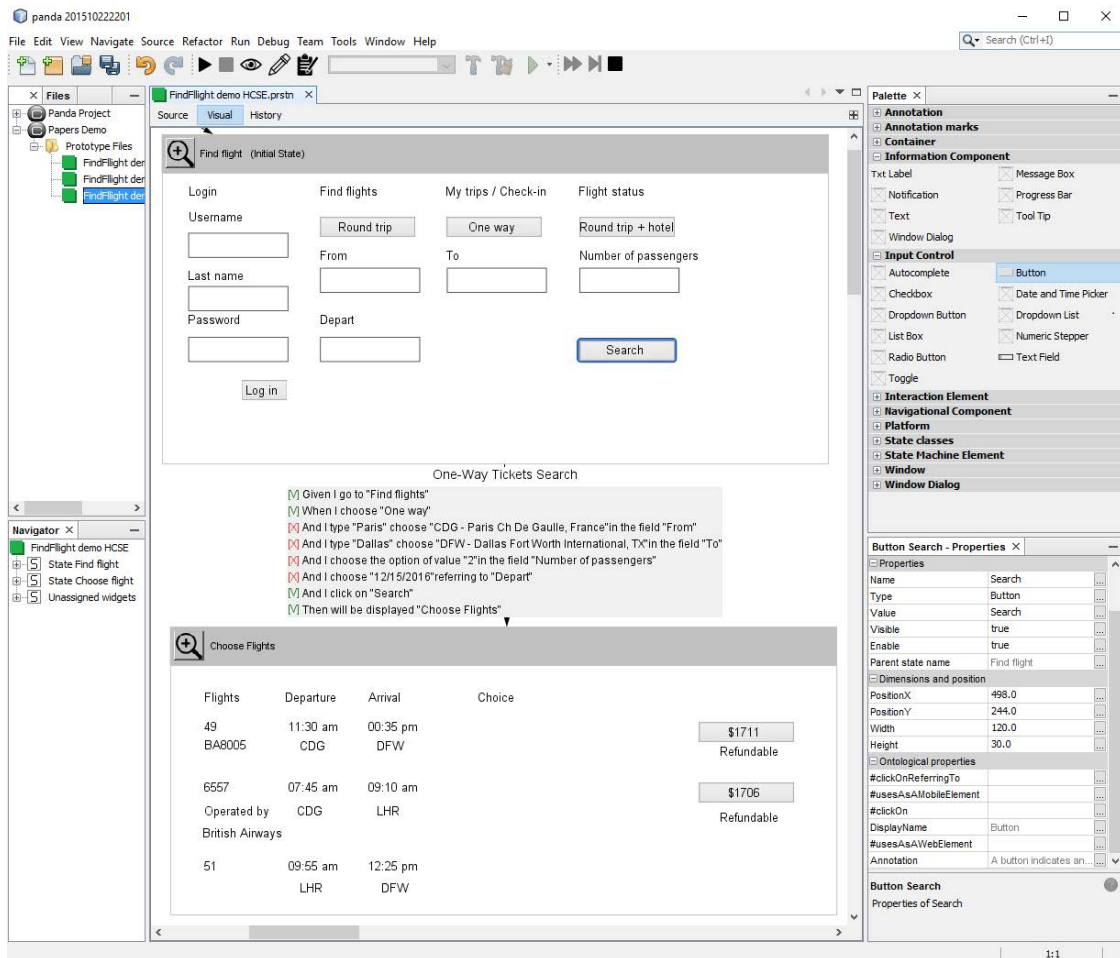 panda 201510222201
File Edit View Navigate Source Refactor Run Debug Team Tools Window Help
Search (Ctrl+I)
Files
Panda Project
Papers Demo
Prototype Files
FindFlight der
FindFlight der
FindFlight der
Navigator
FindFlight demo HCSE
State Find flight
State Choose flight
Unassigned widgets
FindFlight demo HCSE.prstn
Source Visual History
Find flight (Initial State)
Login Find flights My trips / Check-in Flight status
Username Round trip One way Round trip + hotel
From To Number of passengers
Last name
Password Depart
Search
Log in
One-Way Tickets Search
[V] Given I go to "Find flights"
[V] When I choose "One way"
[X] And I type "Paris" choose "CDG - Paris Ch De Gaulle, France"in the field "From"
[X] And I type "Dallas" choose "DFW - Dallas Fort Worth International, TX"in the field "To"
[X] And I choose the option of value "2"in the field "Number of passengers"
[X] And I choose "12/15/2016"referring to "Depart"
[V] And I click on "Search"
[V] Then will be displayed "Choose Flights"
Choose Flights
Flights Departure Arrival Choice
49 11:30 am 00:35 pm $1711
BA8005 CDG DFW Refundable
6557 07:45 am 09:10 am $1706
Operated by CDG LHR Refundable
British Airways
51 09:55 am 12:25 pm
LHR DFW
Palette
Annotation
Annotation marks
Container
Information Component
Txt Label Message Box
Notification Progress Bar
Text Tool Tip
Window Dialog
Input Control
Autocomplete Button
Checkbox Date and Time Picker
Dropdown Button Dropdown List
List Box Numeric Stepper
Radio Button Text Field
Toggle
Interaction Element
Navigational Component
Platform
State classes
State Machine Element
Window
Window Dialog
Button Search - Properties
Properties
Name Search
Type Button
Value Search
Visible true
Enable true
Parent state name Find flight
Dimensions and position
PositionX 498.0
PositionY 244.0
Width 120.0
Height 30.0
Ontological properties
#clickOnReferringTo
#usesAsAMobileElement
#clickOn
DisplayName Button
#usesAsAWebElement
Annotation A button indicates an...
Button Search
Properties of Search
1:1